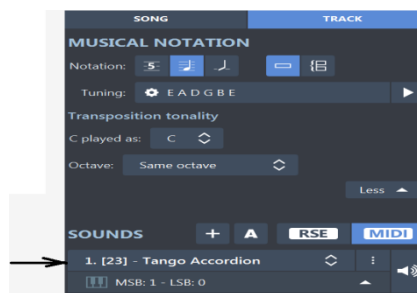 SONG TRACK
MUSICAL NOTATION
Notation: 5
Tuning: E A D G B E
Transposition tonality
C played as: C
Octave: Same octave
Less
SOUNDS + A RSE MIDI
1. [23] - Tango Accordion
MSB: 1 - LSB: 0